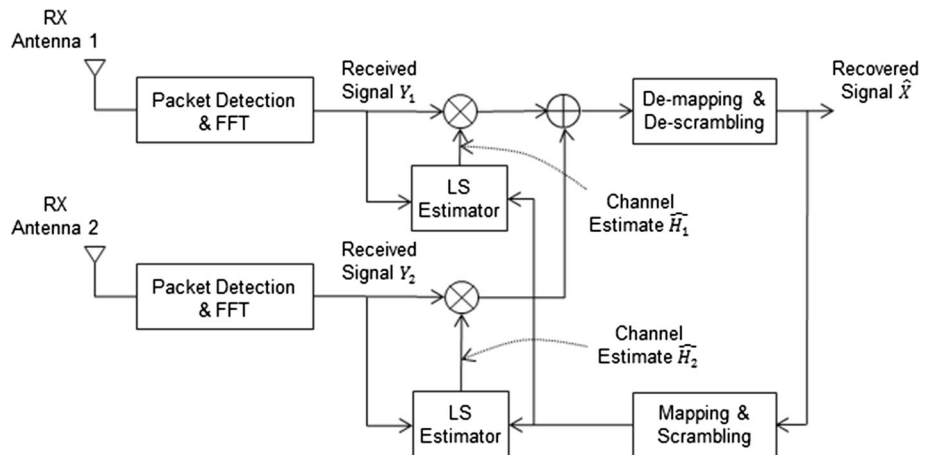 RX
Antenna 1
Packet Detection
& FFT
Received
Signal Y₁
LS
Estimator
De-mapping &
De-scrambling
Recovered
Signal X̂
Channel
Estimate Ĥ₁
RX
Antenna 2
Packet Detection
& FFT
Received
Signal Y₂
LS
Estimator
Channel
Estimate Ĥ₂
Mapping &
Scrambling